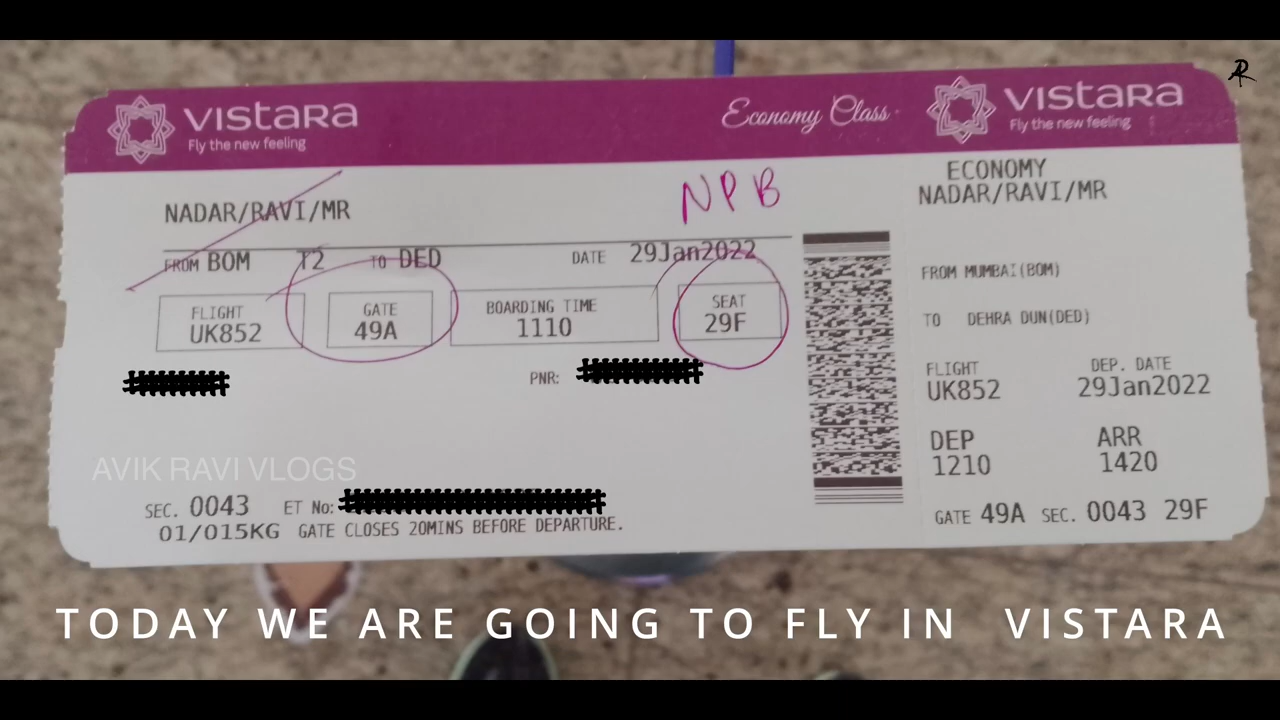 VISTARA
Fly the new feeling
Economy Class
NADAR/RAVI/MR
NPB
FROM BOM T2 TO DED DATE 29Jan2022
FLIGHT GATE BOARDING TIME SEAT
UK852 49A 1110 29F
PNR:
AVIK RAVI VLOGS
SEC. 0043 ET No:
01/015KG GATE CLOSES 20MINS BEFORE DEPARTURE.
VISTARA
Fly the new feeling
ECONOMY
NADAR/RAVI/MR
FROM MUMBAI(BOM)
TO DEHRA DUN(DED)
FLIGHT DEP. DATE
UK852 29Jan2022
DEP ARR
1210 1420
GATE 49A SEC. 0043 29F
TODAY WE ARE GOING TO FLY IN VISTARA